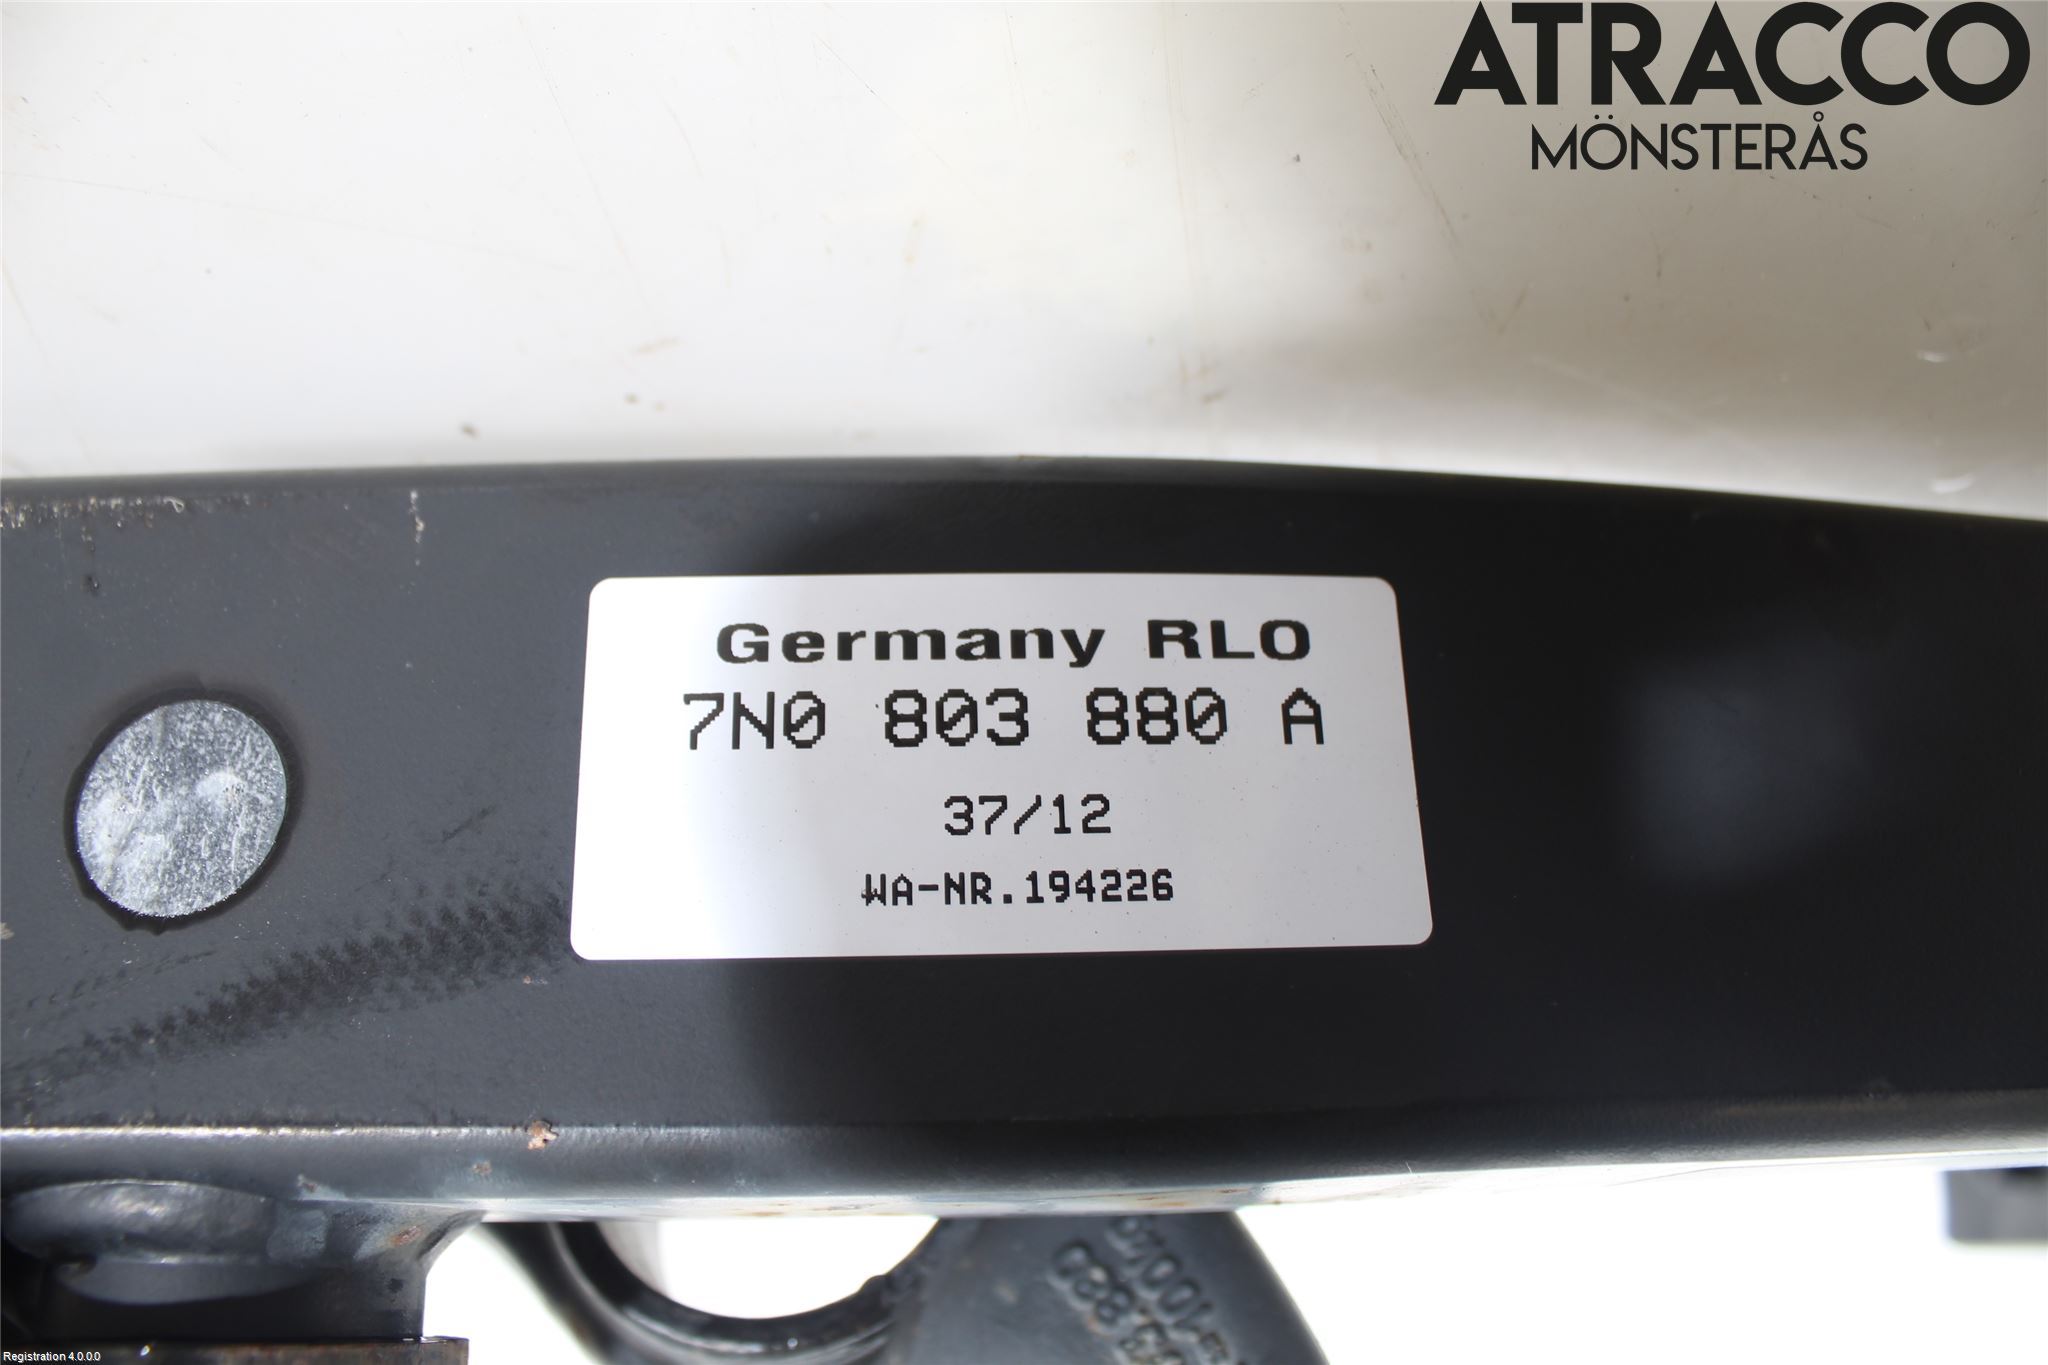 ATRACCO
MÖNSTERÅS
Germany RLO
7N0 803 880 A
37/12
WA-NR.194226
Registration 4.0.0.0